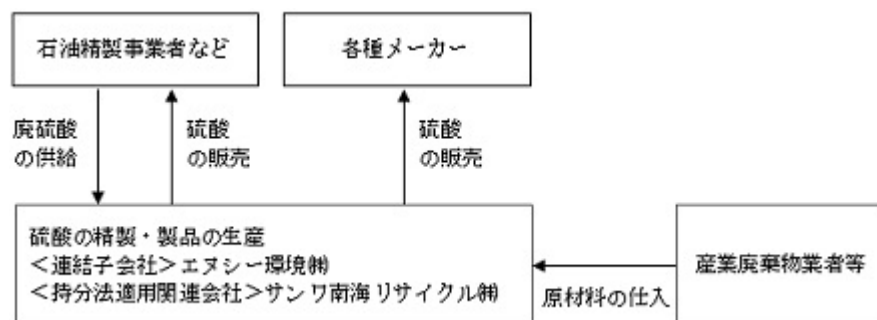 石油精製事業者など
各種メーカー
廃硫酸
の供給
硫酸
の販売
硫酸
の販売
硫酸の精製・製品の生産
＜連結子会社＞エヌシー環境㈱
＜持分法適用関連会社＞サンワ南海リサイクル㈱
産業廃棄物業者等
原材料の仕入